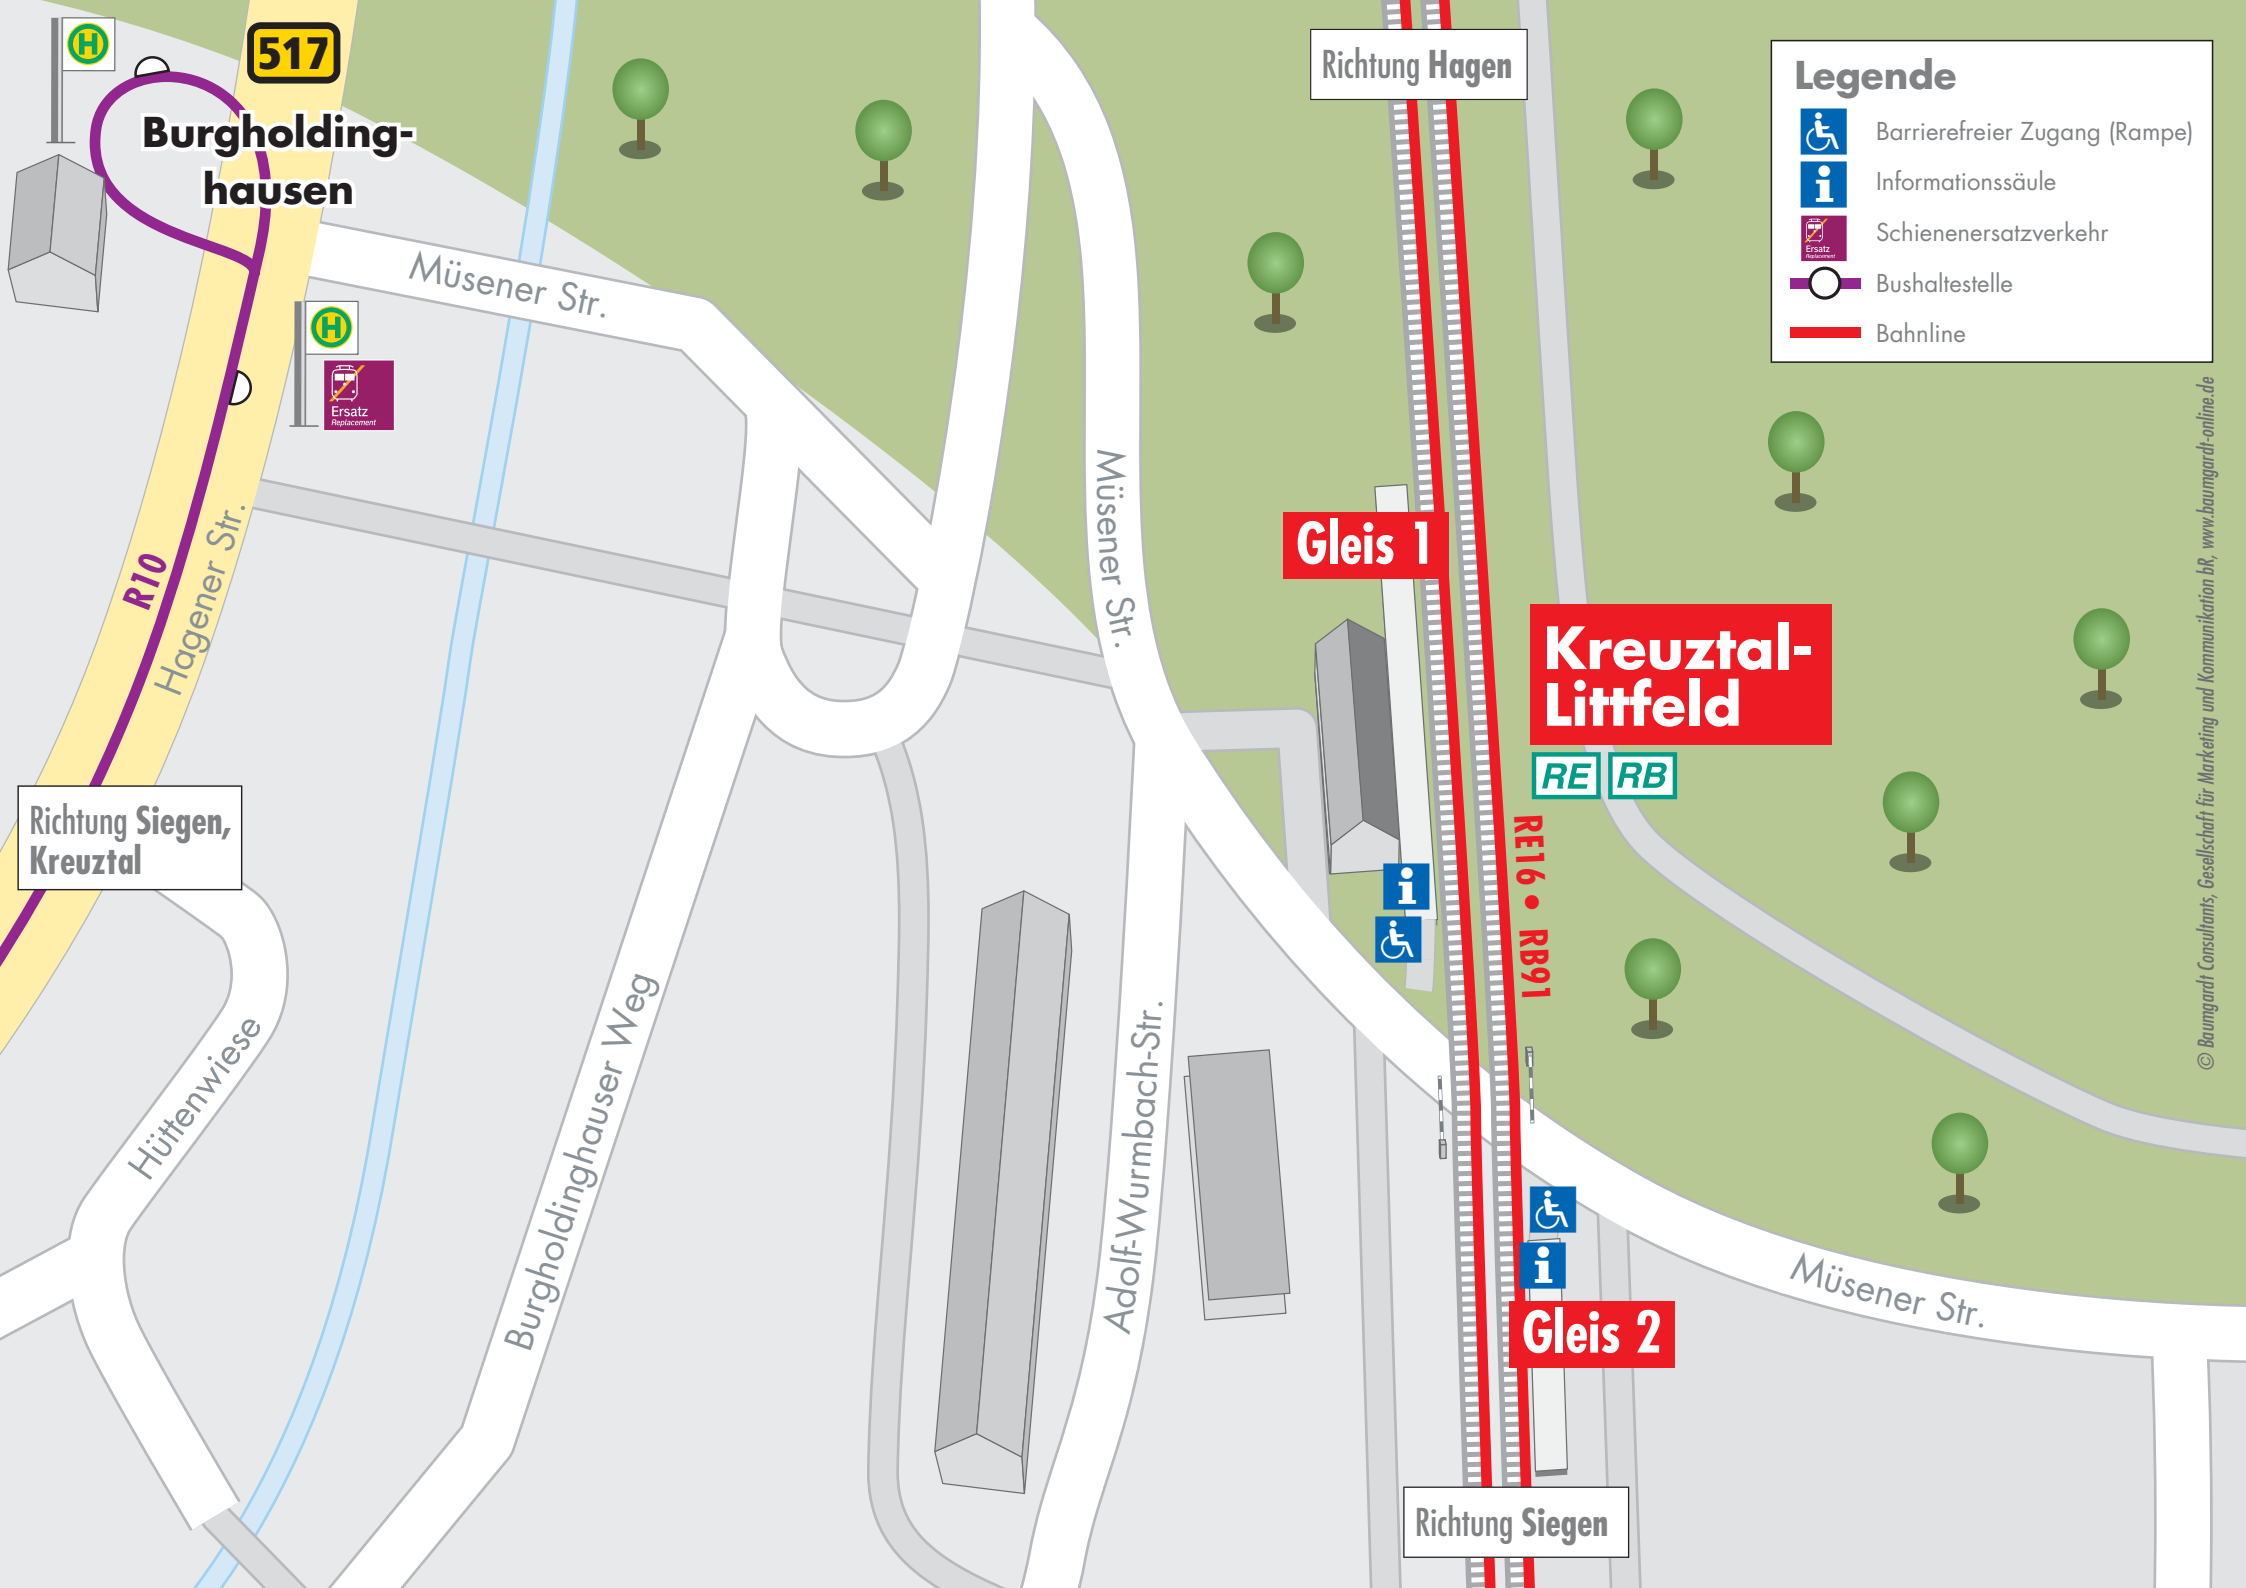 H
517
Burgholding-
hausen
Müsener Str.
H
Ersatz
Replacement
R10
Hagener Str.
Richtung Siegen,
Kreuztal
Hüttenwiese
Burgholdinghauser Weg
Adolf-Wurmbach-Str.
Müsener Str.
Richtung Hagen
Gleis 1
Kreuztal-
Littfeld
RE RB
RE16 • RB91
i
i
Gleis 2
Müsener Str.
Richtung Siegen
Legende
Barrierefreier Zugang (Rampe)
i Informationssäule
Ersatz
Replacement
Schienenersatzverkehr
Bushaltestelle
Bahnline
© Baumgardt Consultants, Gesellschaft für Marketing und Kommunikation bR, www.baumgardt-online.de